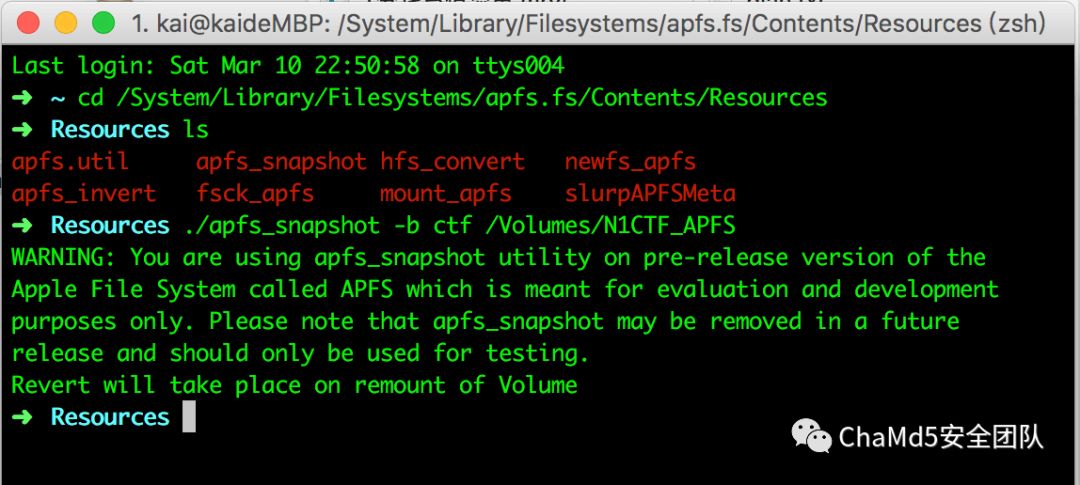 1. kai@kaideMBP: /System/Library/Filesystems/apfs.fs/Contents/Resources (zsh)
Last login: Sat Mar 10 22:50:58 on ttys004
➜ ~ cd /System/Library/Filesystems/apfs.fs/Contents/Resources
➜ Resources ls
apfs.util apfs_snapshot hfs_convert newfs_apfs
apfs_invert fsck_apfs mount_apfs slurpAPFSMeta
➜ Resources ./apfs_snapshot -b ctf /Volumes/N1CTF_APFS
WARNING: You are using apfs_snapshot utility on pre-release version of the
Apple File System called APFS which is meant for evaluation and development
purposes only. Please note that apfs_snapshot may be removed in a future
release and should only be used for testing.
Revert will take place on remount of Volume
➜ Resources
ChaMd5安全团队